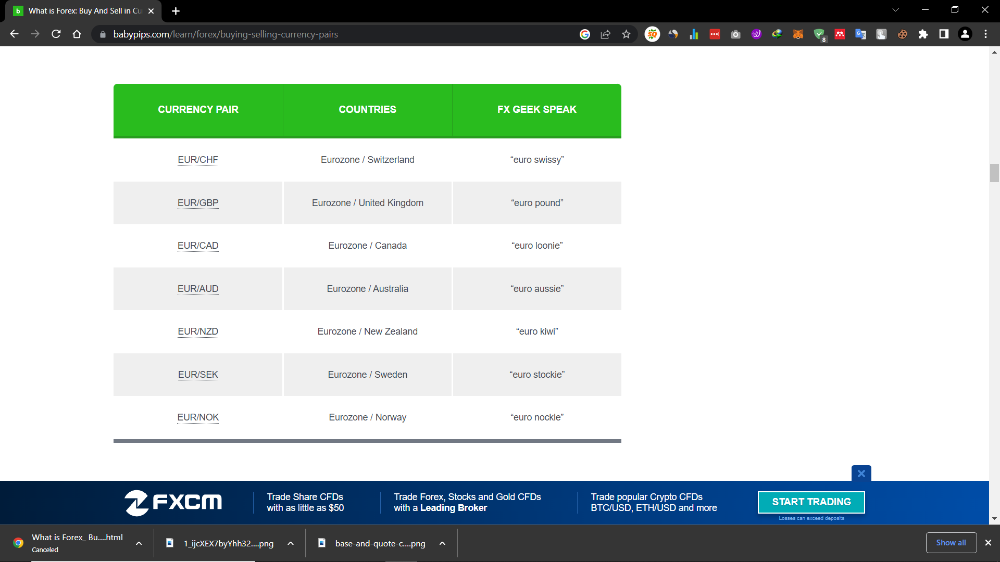 What is Forex: Buy And Sell in Cu
babypips.com/learn/forex/buying-selling-currency-pairs
8
CURRENCY PAIR COUNTRIES FX GEEK SPEAK
EUR/CHF Eurozone / Switzerland “euro swissy”
EUR/GBP Eurozone / United Kingdom “euro pound”
EUR/CAD Eurozone / Canada “euro loonie”
EUR/AUD Eurozone / Australia “euro aussie”
EUR/NZD Eurozone / New Zealand “euro kiwi”
EUR/SEK Eurozone / Sweden “euro stockie”
EUR/NOK Eurozone / Norway “euro nockie”
FXCM
Trade Share CFDs
with as little as $50
Trade Forex, Stocks and Gold CFDs
with a Leading Broker
Trade popular Crypto CFDs
BTC/USD, ETH/USD and more
START TRADING
Losses can exceed deposits
What is Forex_ Bu....html
Canceled
1_ijcXEX7byYhh32....png
base-and-quote-c....png
Show all